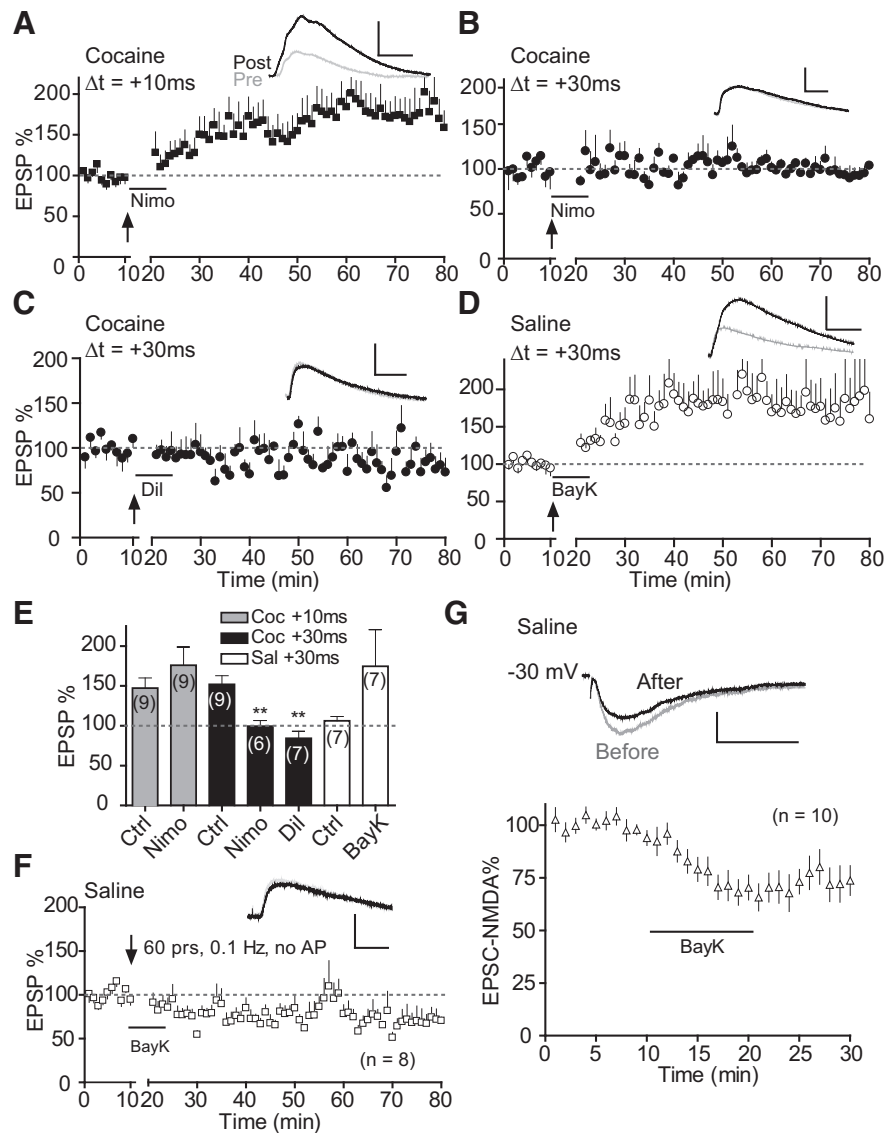 A
Cocaine
Δt = +10ms
Post
Pre
EPSP %
200
150
100
50
0
Nimo
0 10 20 30 40 50 60 70 80
B
Cocaine
Δt = +30ms
200
150
100
50
0
Nimo
0 10 20 30 40 50 60 70 80
C
Cocaine
Δt = +30ms
EPSP %
200
150
100
50
0
Dil
0 10 20 30 40 50 60 70 80
Time (min)
D
Saline
Δt = +30ms
200
150
100
50
0
BayK
0 10 20 30 40 50 60 70 80
Time (min)
E
Coc +10ms
Coc +30ms
Sal +30ms
EPSP %
200
150
100
50
0
(9) (9) (9) ** (6) ** (7) (7) (7)
Ctrl Nimo Ctrl Nimo Dil Ctrl BayK
F
Saline
60 prs, 0.1 Hz, no AP
EPSP %
200
150
100
50
0
BayK
(n = 8)
0 10 20 30 40 50 60 70 80
Time (min)
G
Saline
-30 mV
After
Before
(n = 10)
EPSC-NMDA%
100
75
50
25
0
BayK
0 5 10 15 20 25 30
Time (min)